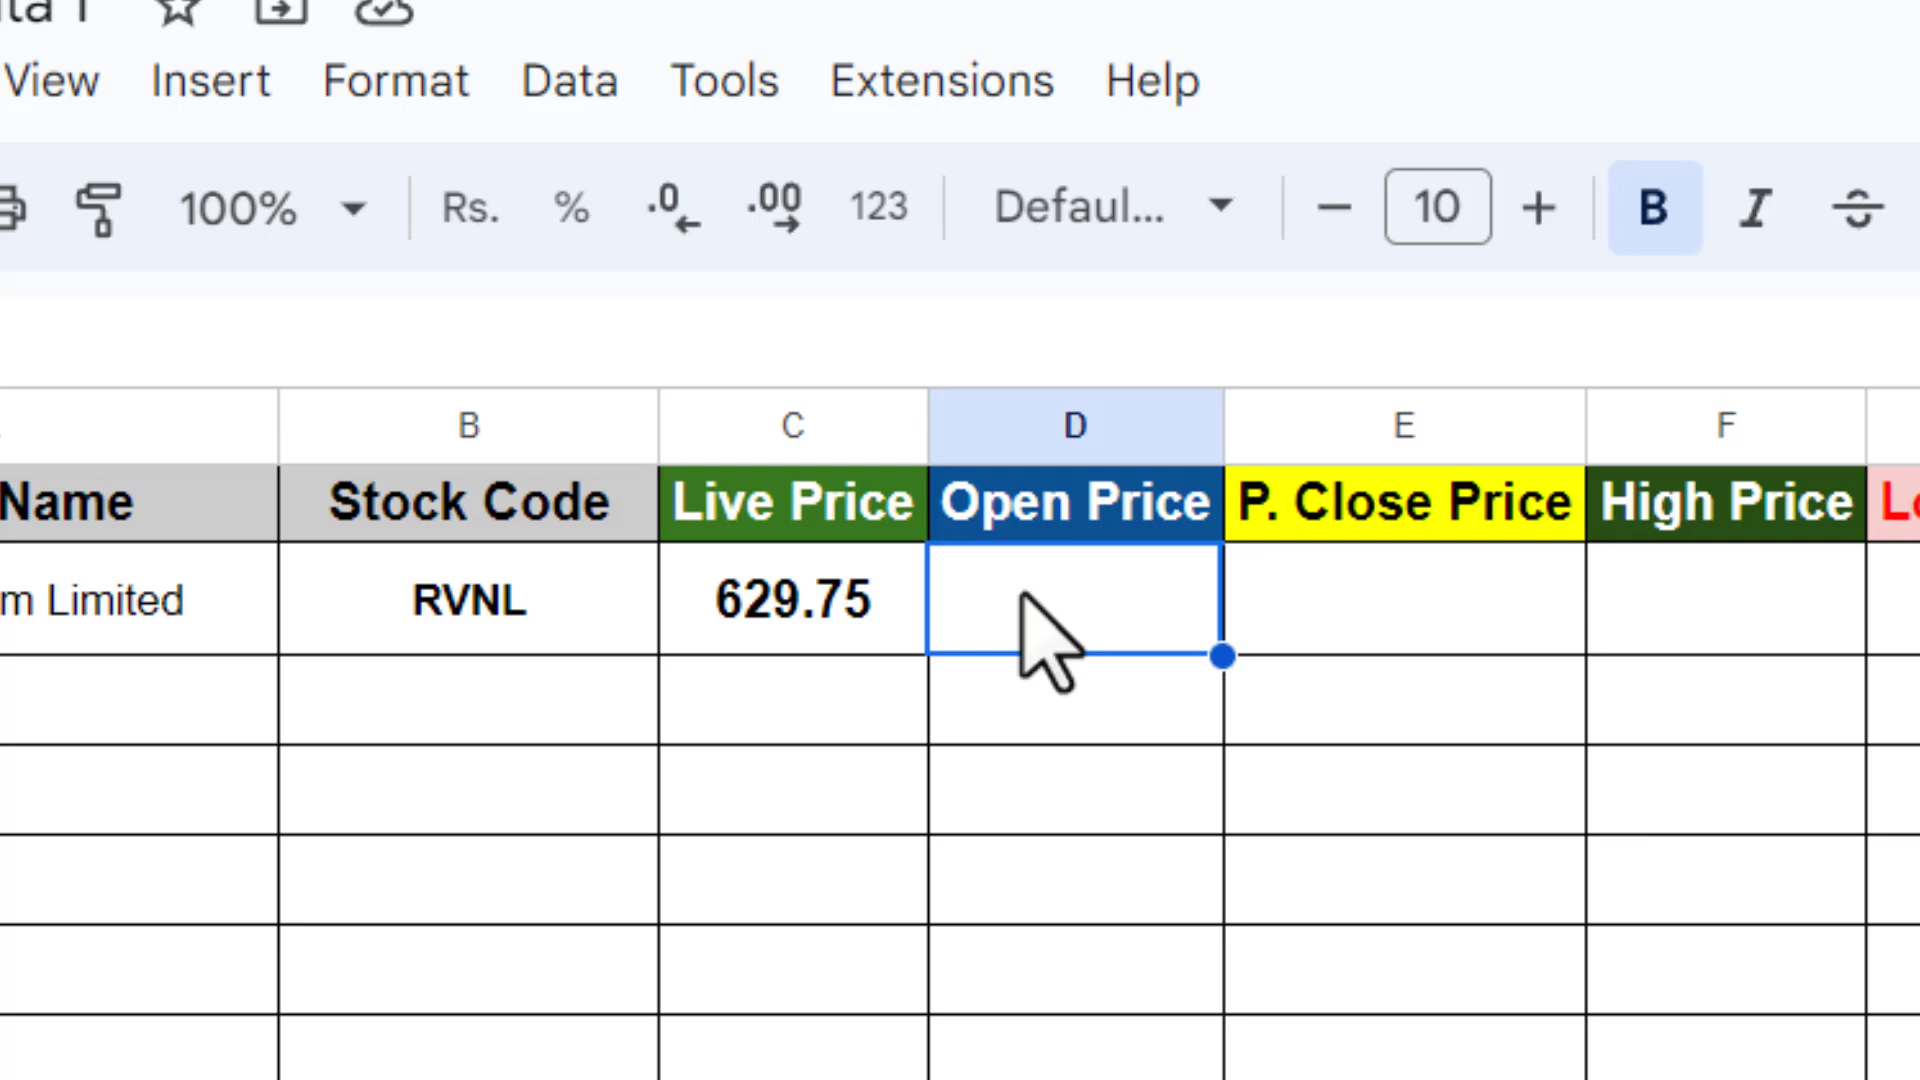 View Insert Format Data Tools Extensions Help
100% Rs. % .0 .00 123 Defaul... − 10 + B I
B C D E F
Name Stock Code Live Price Open Price P. Close Price High Price
m Limited RVNL 629.75